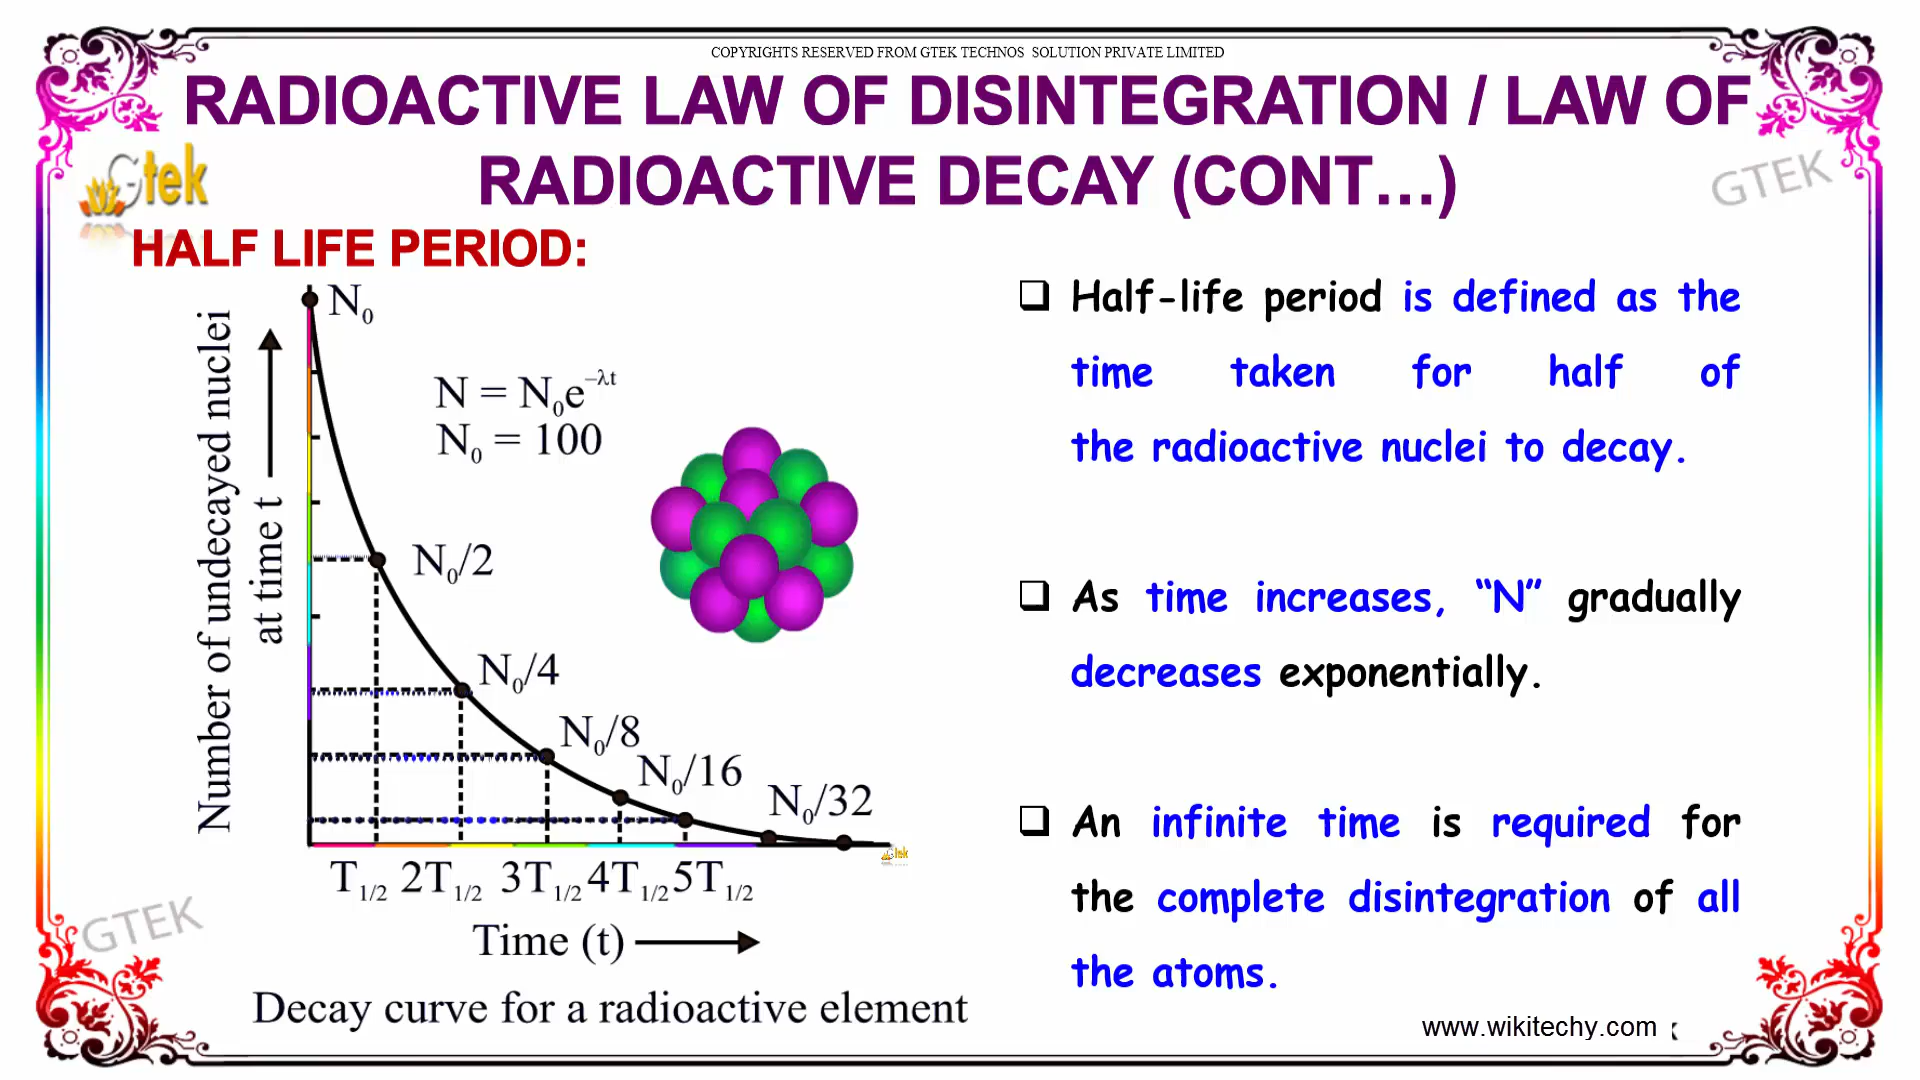 COPYRIGHTS RESERVED FROM GTEK TECHNOS SOLUTION PRIVATE LIMITED
RADIOACTIVE LAW OF DISINTEGRATION / LAW OF
RADIOACTIVE DECAY (CONT...)
Gtek
GTEK
HALF LIFE PERIOD:
N₀
N = N₀e^–λt
N₀ = 100
N₀/2
N₀/4
N₀/8
N₀/16
N₀/32
Number of undecayed nuclei
at time t
T1/2 2T1/2 3T1/2 4T1/2 5T1/2
Time (t)
Decay curve for a radioactive element
❑ Half-life period is defined as the
time taken for half of
the radioactive nuclei to decay.
❑ As time increases, “N” gradually
decreases exponentially.
❑ An infinite time is required for
the complete disintegration of all
the atoms.
GTEK
www.wikitechy.com